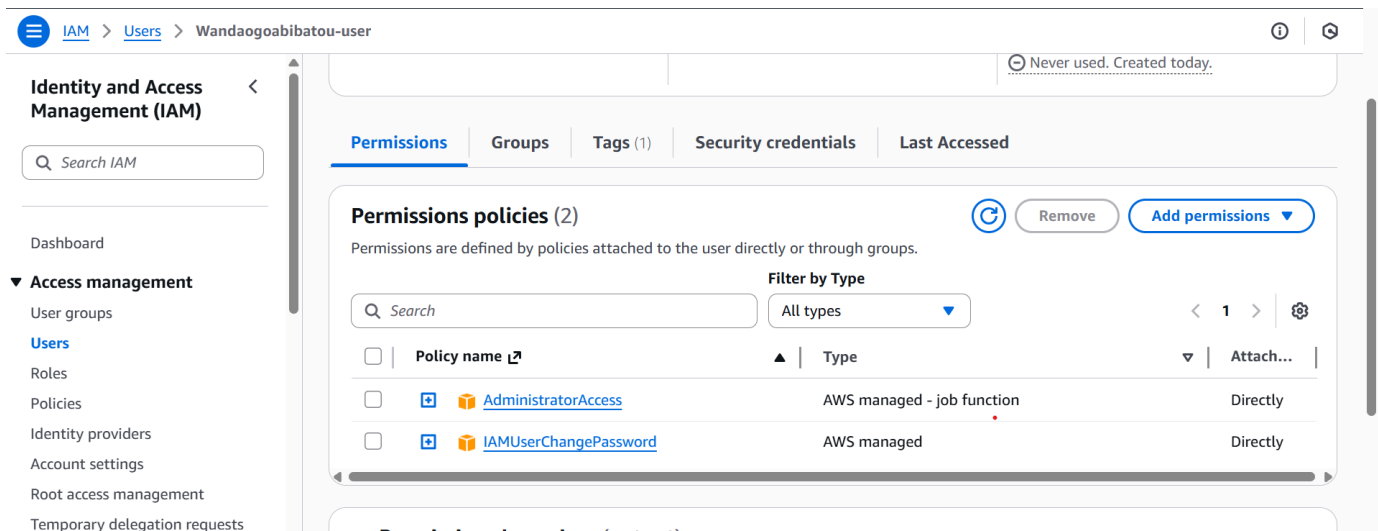 IAM > Users > Wandaogoabibatou-user
Identity and Access Management (IAM)
Search IAM
Dashboard
Access management
User groups
Users
Roles
Policies
Identity providers
Account settings
Root access management
Temporary delegation requests
Never used. Created today.
Permissions
Groups
Tags (1)
Security credentials
Last Accessed
Permissions policies (2)
Remove
Add permissions
Permissions are defined by policies attached to the user directly or through groups.
Filter by Type
Search
All types
1
Policy name
Type
Attach...
AdministratorAccess
AWS managed - job function
Directly
IAMUserChangePassword
AWS managed
Directly